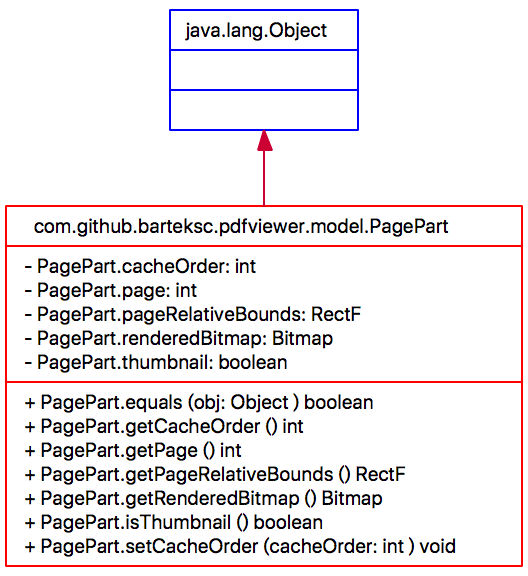 java.lang.Object
com.github.barteksc.pdfviewer.model.PagePart
- PagePart.cacheOrder: int
- PagePart.page: int
- PagePart.pageRelativeBounds: RectF
- PagePart.renderedBitmap: Bitmap
- PagePart.thumbnail: boolean
+ PagePart.equals (obj: Object ) boolean
+ PagePart.getCacheOrder () int
+ PagePart.getPage () int
+ PagePart.getPageRelativeBounds () RectF
+ PagePart.getRenderedBitmap () Bitmap
+ PagePart.isThumbnail () boolean
+ PagePart.setCacheOrder (cacheOrder: int ) void